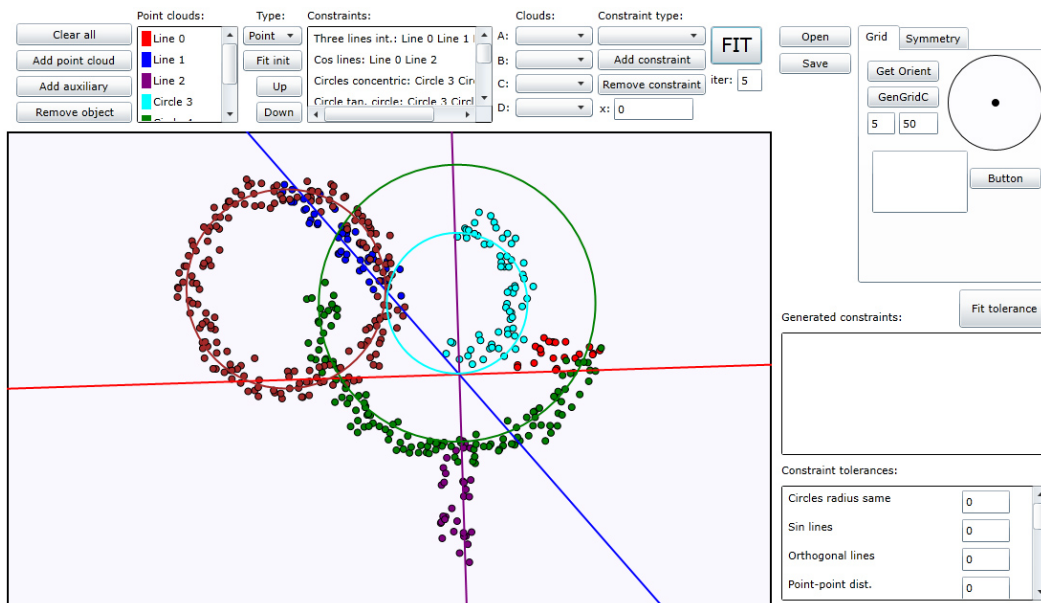 Point clouds:
Type:
Constraints:
Clouds:
Constraint type:
Clear all
Add point cloud
Add auxiliary
Remove object
Line 0
Line 1
Line 2
Circle 3
Point
Fit init
Up
Down
Three lines int.: Line 0 Line 1
Cos lines: Line 0 Line 2
Circles concentric: Circle 3 Cir
Circle tan. circle: Circle 3 Circl
A:
B:
C:
D:
Add constraint
Remove constraint
x: 0
FIT
iter: 5
Open
Save
Grid
Symmetry
Get Orient
GenGridC
5
50
Button
Fit tolerance
Generated constraints:
Constraint tolerances:
Circles radius same
0
Sin lines
0
Orthogonal lines
0
Point-point dist.
0